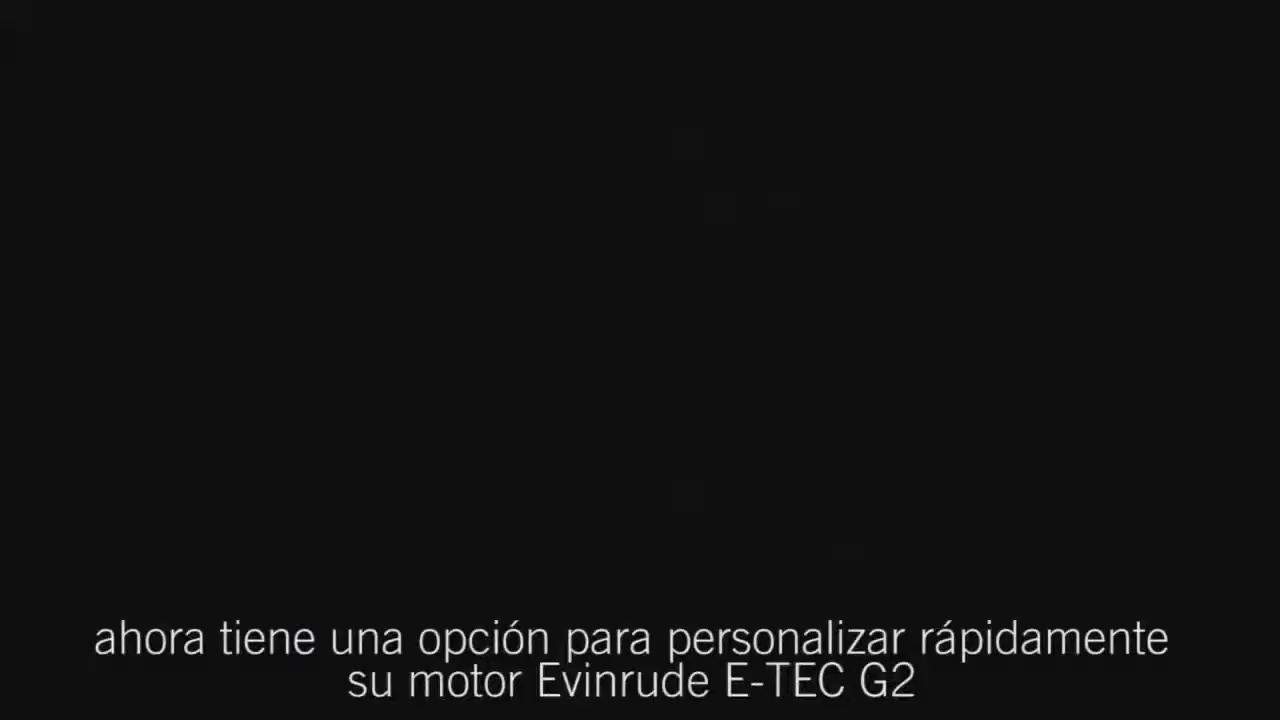 ahora tiene una opción para personalizar rápidamente
su motor Evinrude E-TEC G2